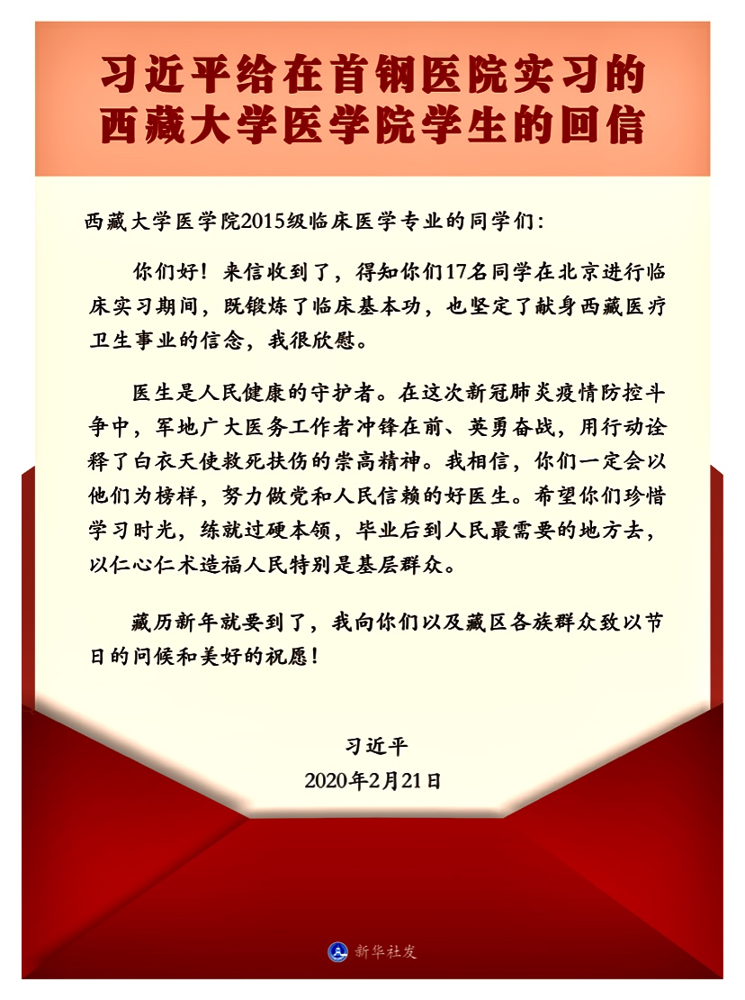 习近平给在首钢医院实习的
西藏大学医学院学生的回信
西藏大学医学院2015级临床医学专业的同学们：
你们好！来信收到了，得知你们17名同学在北京进行临
床实习期间，既锻炼了临床基本功，也坚定了献身西藏医疗
卫生事业的信念，我很欣慰。
医生是人民健康的守护者。在这次新冠肺炎疫情防控斗
争中，军地广大医务工作者冲锋在前、英勇奋战，用行动诠
释了白衣天使救死扶伤的崇高精神。我相信，你们一定会以
他们为榜样，努力做党和人民信赖的好医生。希望你们珍惜
学习时光，练就过硬本领，毕业后到人民最需要的地方去，
以仁心仁术造福人民特别是基层群众。
藏历新年就要到了，我向你们以及藏区各族群众致以节
日的问候和美好的祝愿！
习近平
2020年2月21日
新华社发